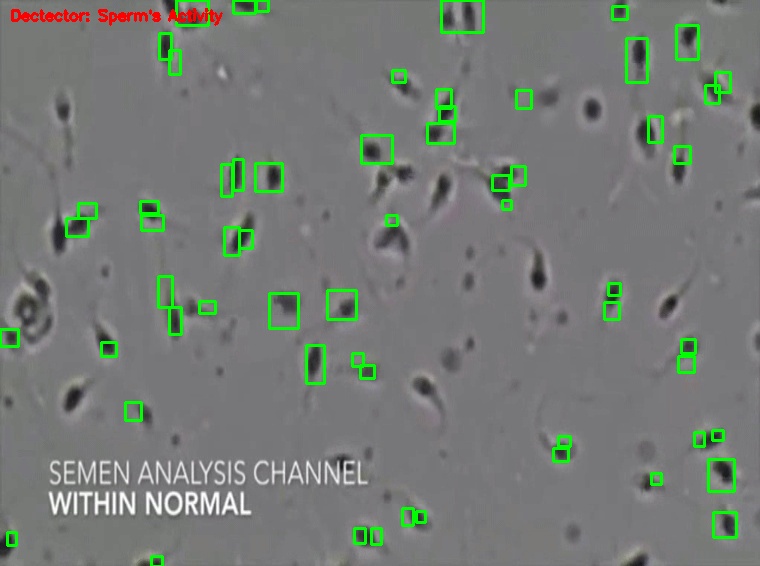 Dectector: Sperm's Activity
SEMEN ANALYSIS CHANNEL
WITHIN NORMAL